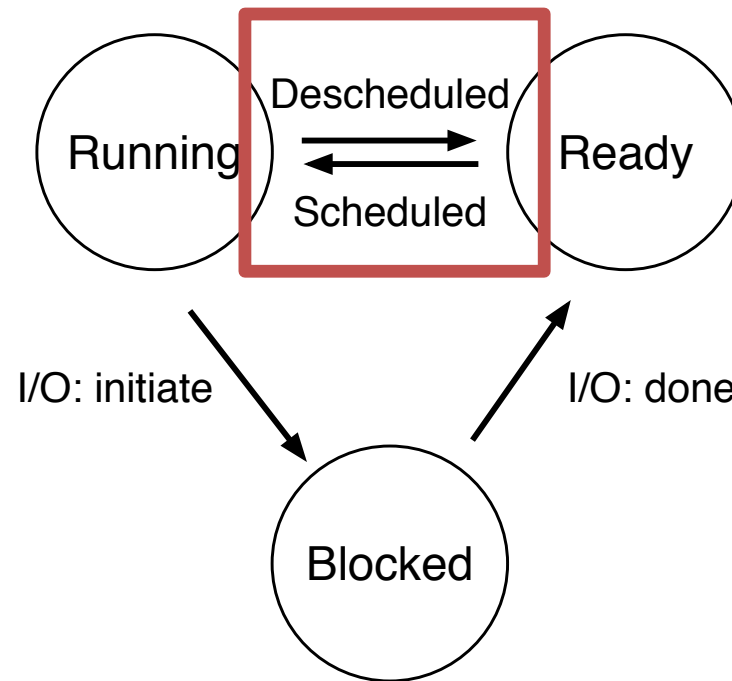 Descheduled
Running
Ready
Scheduled
I/O: initiate
I/O: done
Blocked